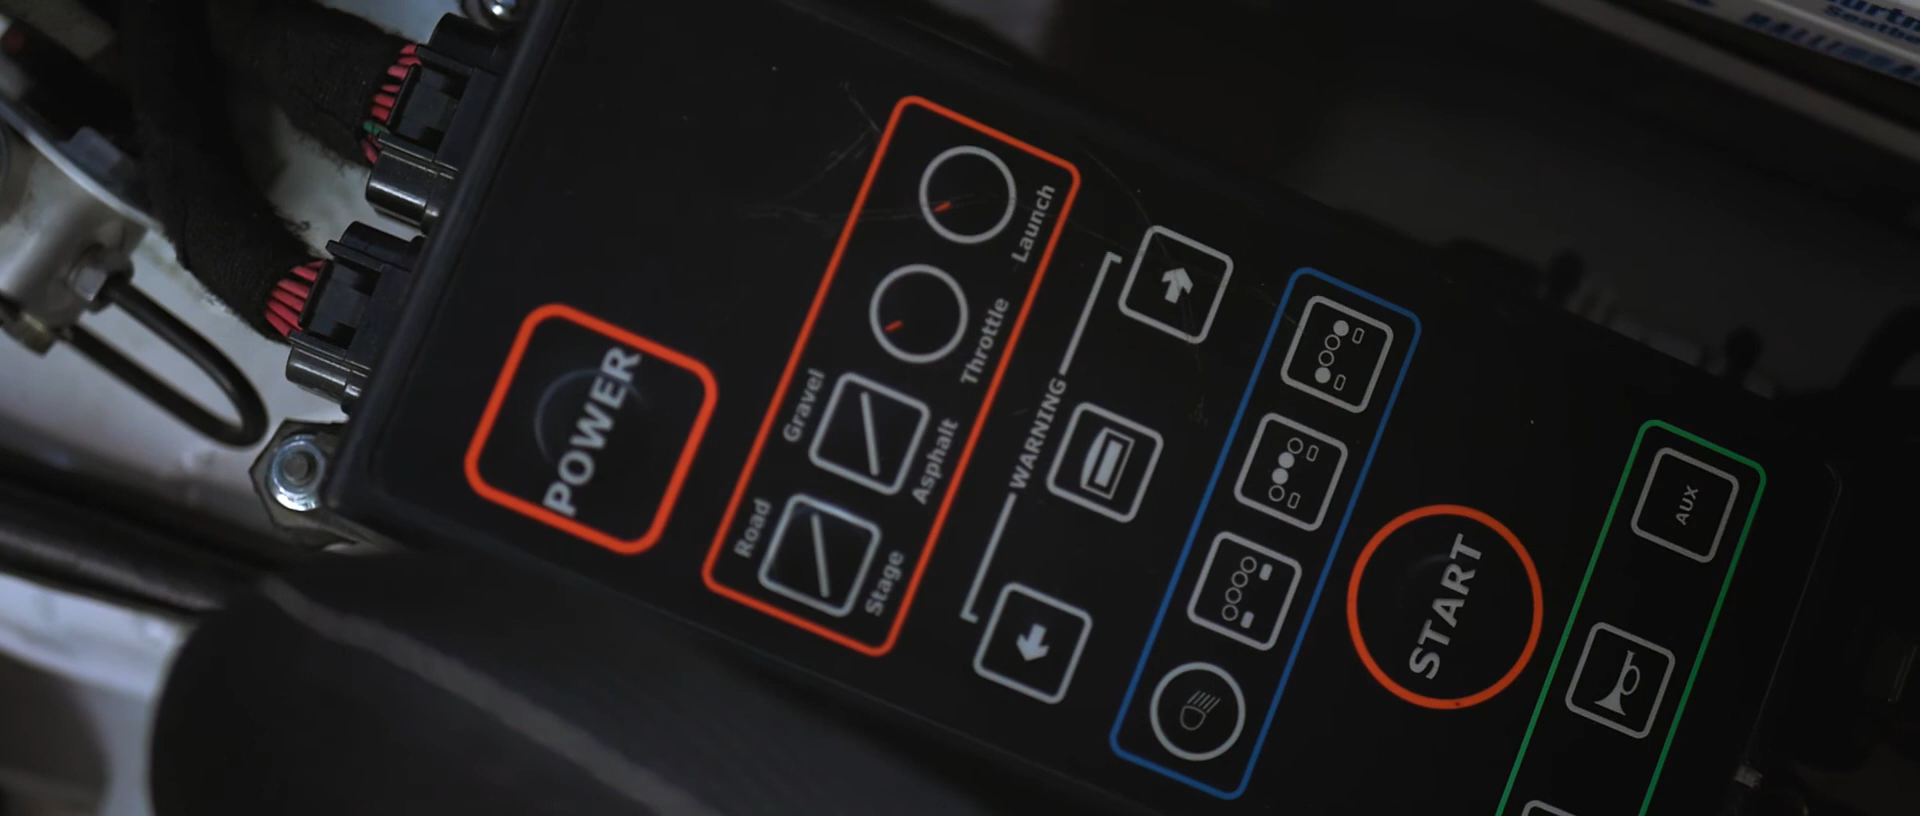 POWER
Launch
Throttle
Gravel
Asphalt
Road
Stage
WARNING
START
AUX